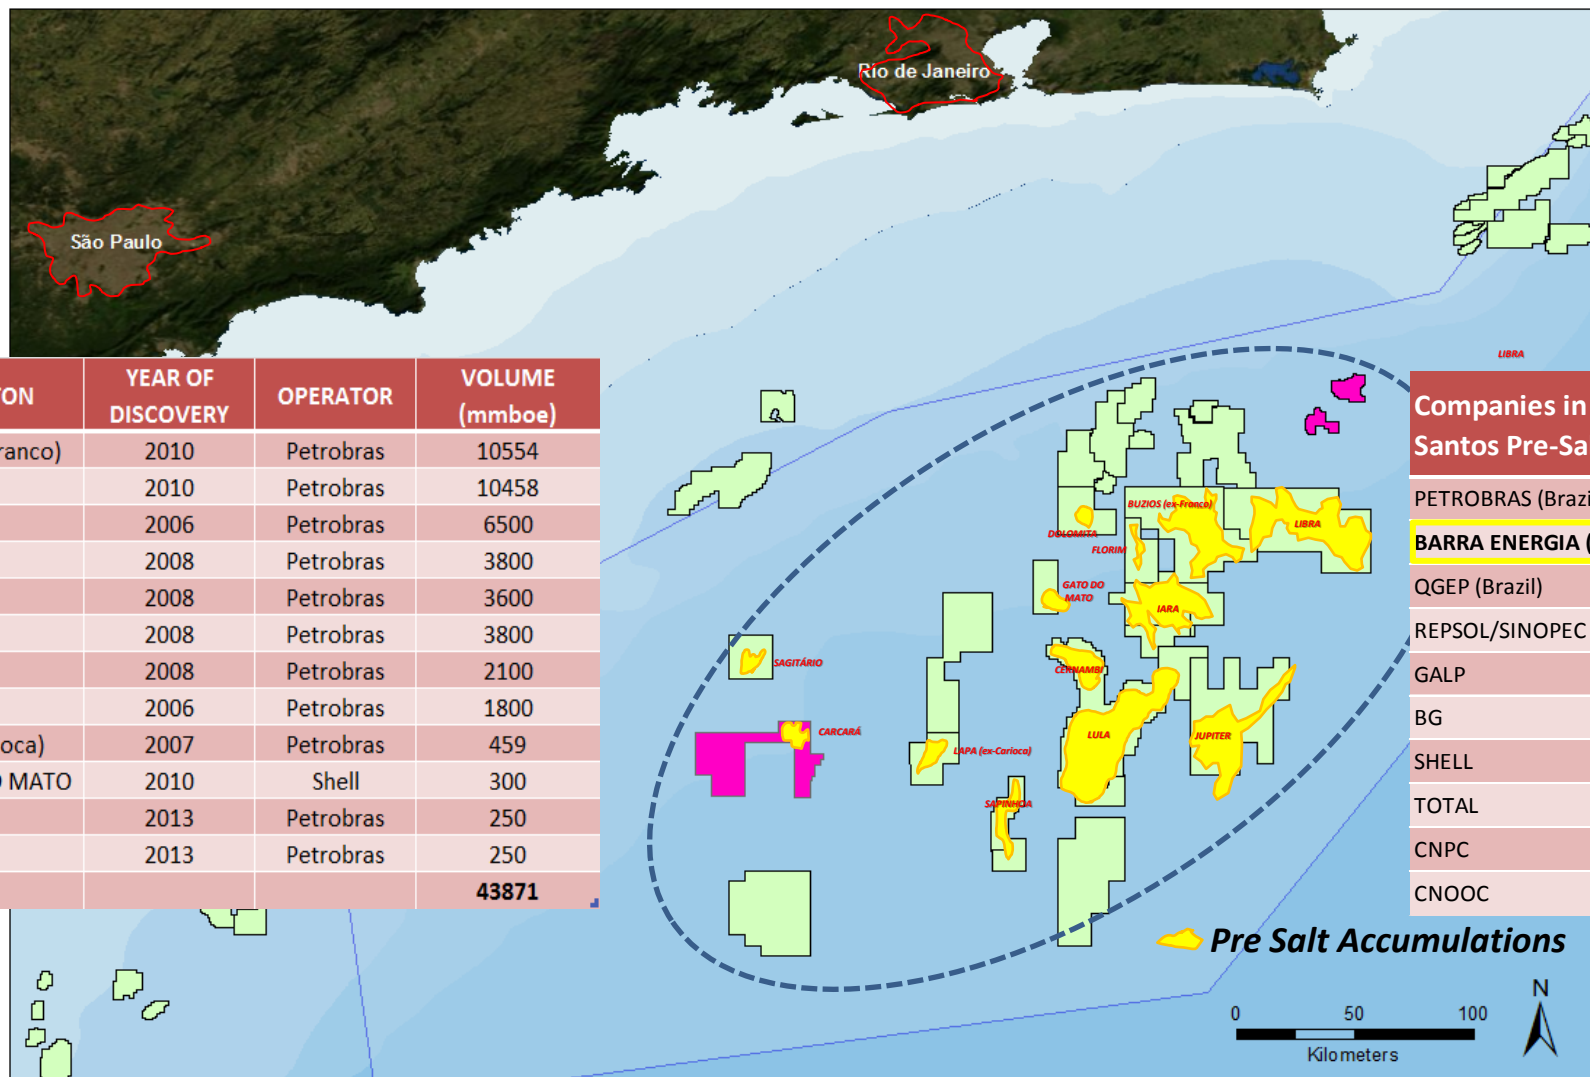 Rio de Janeiro
São Paulo
LIBRA
TON YEAR OF DISCOVERY OPERATOR VOLUME (mmboe)
ranco) 2010 Petrobras 10554
2010 Petrobras 10458
2006 Petrobras 6500
2008 Petrobras 3800
2008 Petrobras 3600
2008 Petrobras 3800
2008 Petrobras 2100
2006 Petrobras 1800
oca) 2007 Petrobras 459
O MATO 2010 Shell 300
2013 Petrobras 250
2013 Petrobras 250
43871
Companies in
Santos Pre-Sa
PETROBRAS (Brazi
BARRA ENERGIA (
QGEP (Brazil)
REPSOL/SINOPEC
GALP
BG
SHELL
TOTAL
CNPC
CNOOC
BUZIOS (ex-Franco)
LIBRA
DOLOMITA
FLORIM
GATO DO
MATO
IARA
SAGITÁRIO
CERNAMBI
CARCARÁ
LULA
JUPITER
LAPA (ex-Carioca)
SAPINHOA
Pre Salt Accumulations
0 50 100
Kilometers
N